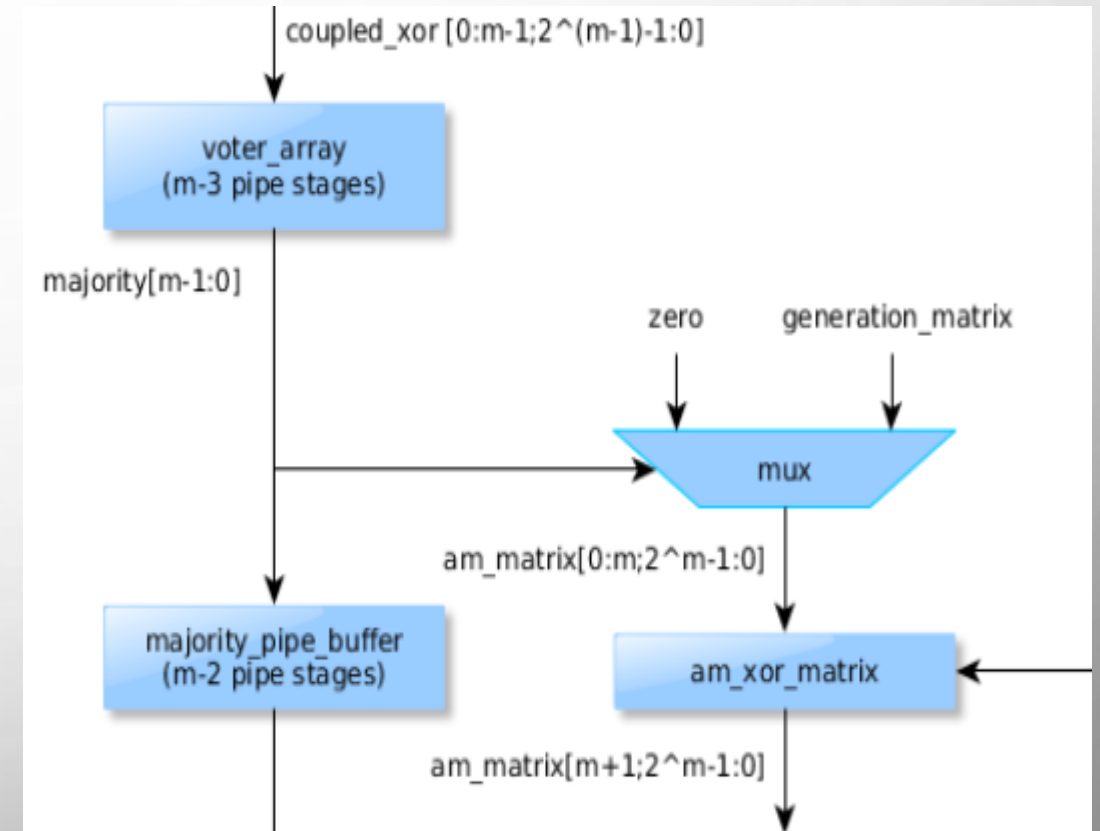 coupled_xor [0:m-1;2^(m-1)-1:0]
voter_array
(m-3 pipe stages)
majority[m-1:0]
zero
generation_matrix
mux
am_matrix[0:m;2^m-1:0]
majority_pipe_buffer
(m-2 pipe stages)
am_xor_matrix
am_matrix[m+1;2^m-1:0]